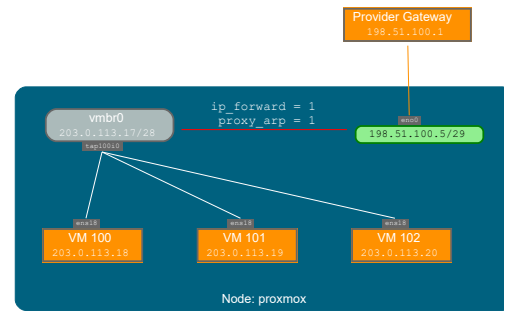 Provider Gateway
198.51.100.1
vmbr0
203.0.113.17/28
tap100i0
ip_forward = 1
proxy_arp = 1
eno0
198.51.100.5/29
ens18
VM 100
203.0.113.18
ens18
VM 101
203.0.113.19
ens18
VM 102
203.0.113.20
Node: proxmox